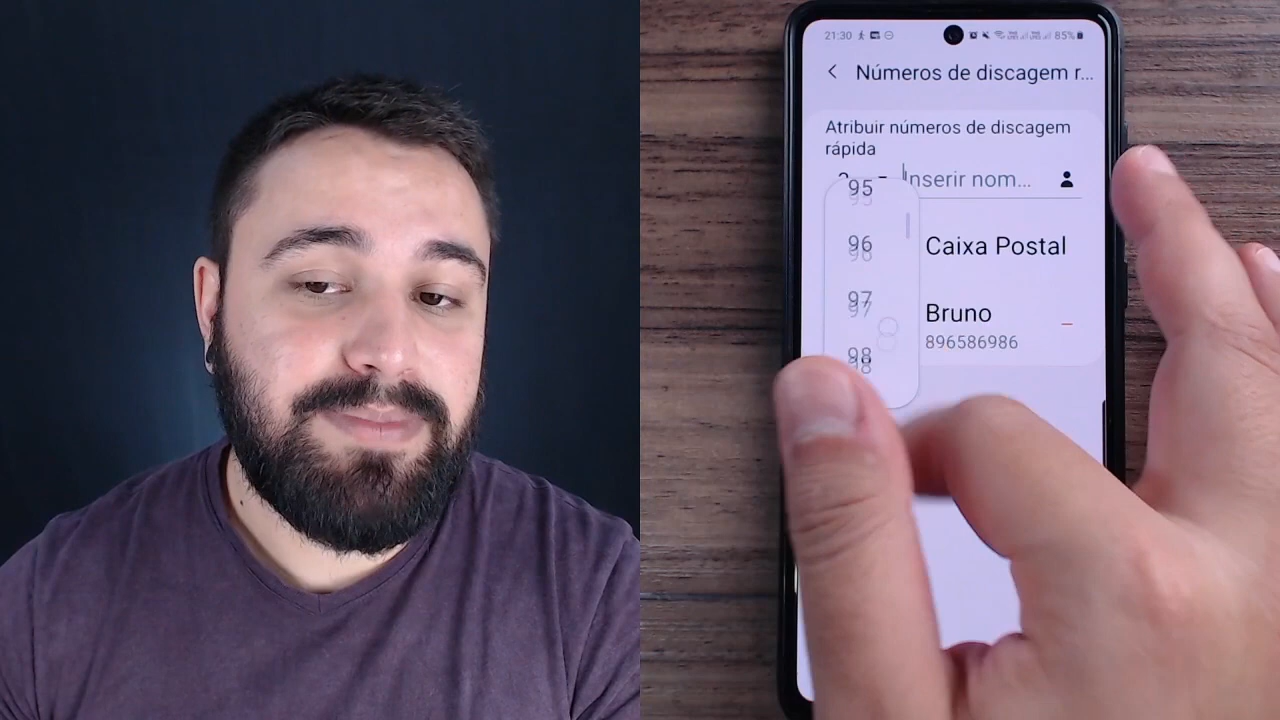 21:30
85%
Números de discagem r...
Atribuir números de discagem
rápida
Inserir nom...
95
96
Caixa Postal
97
Bruno
896586986
98